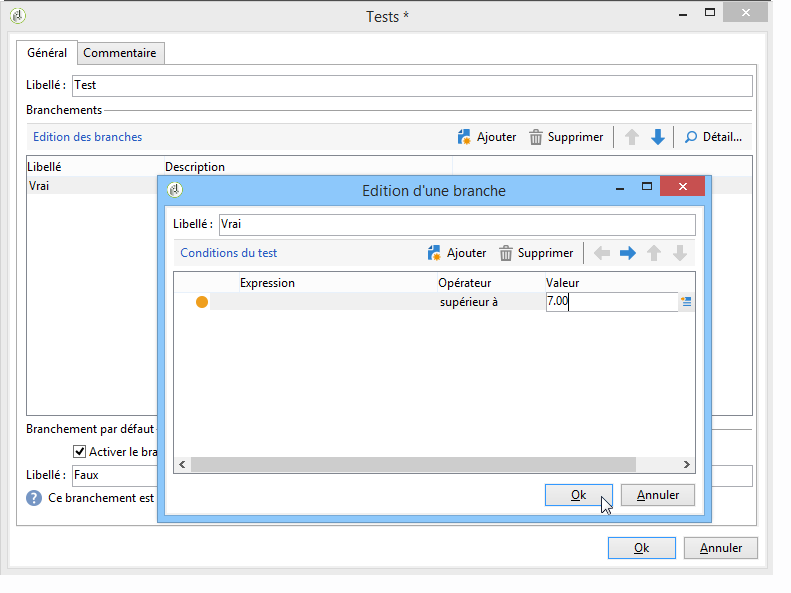 Tests *
Général
Commentaire
Libellé : Test
Branchements
Edition des branches
Ajouter
Supprimer
Détail...
Libellé
Description
Vrai
Edition d'une branche
Libellé : Vrai
Conditions du test
Ajouter
Supprimer
Expression
Opérateur
Valeur
supérieur à
7.00
Ok
Annuler
Branchement par défaut
Activer le bra
Libellé : Faux
Ce branchement est
Ok
Annuler